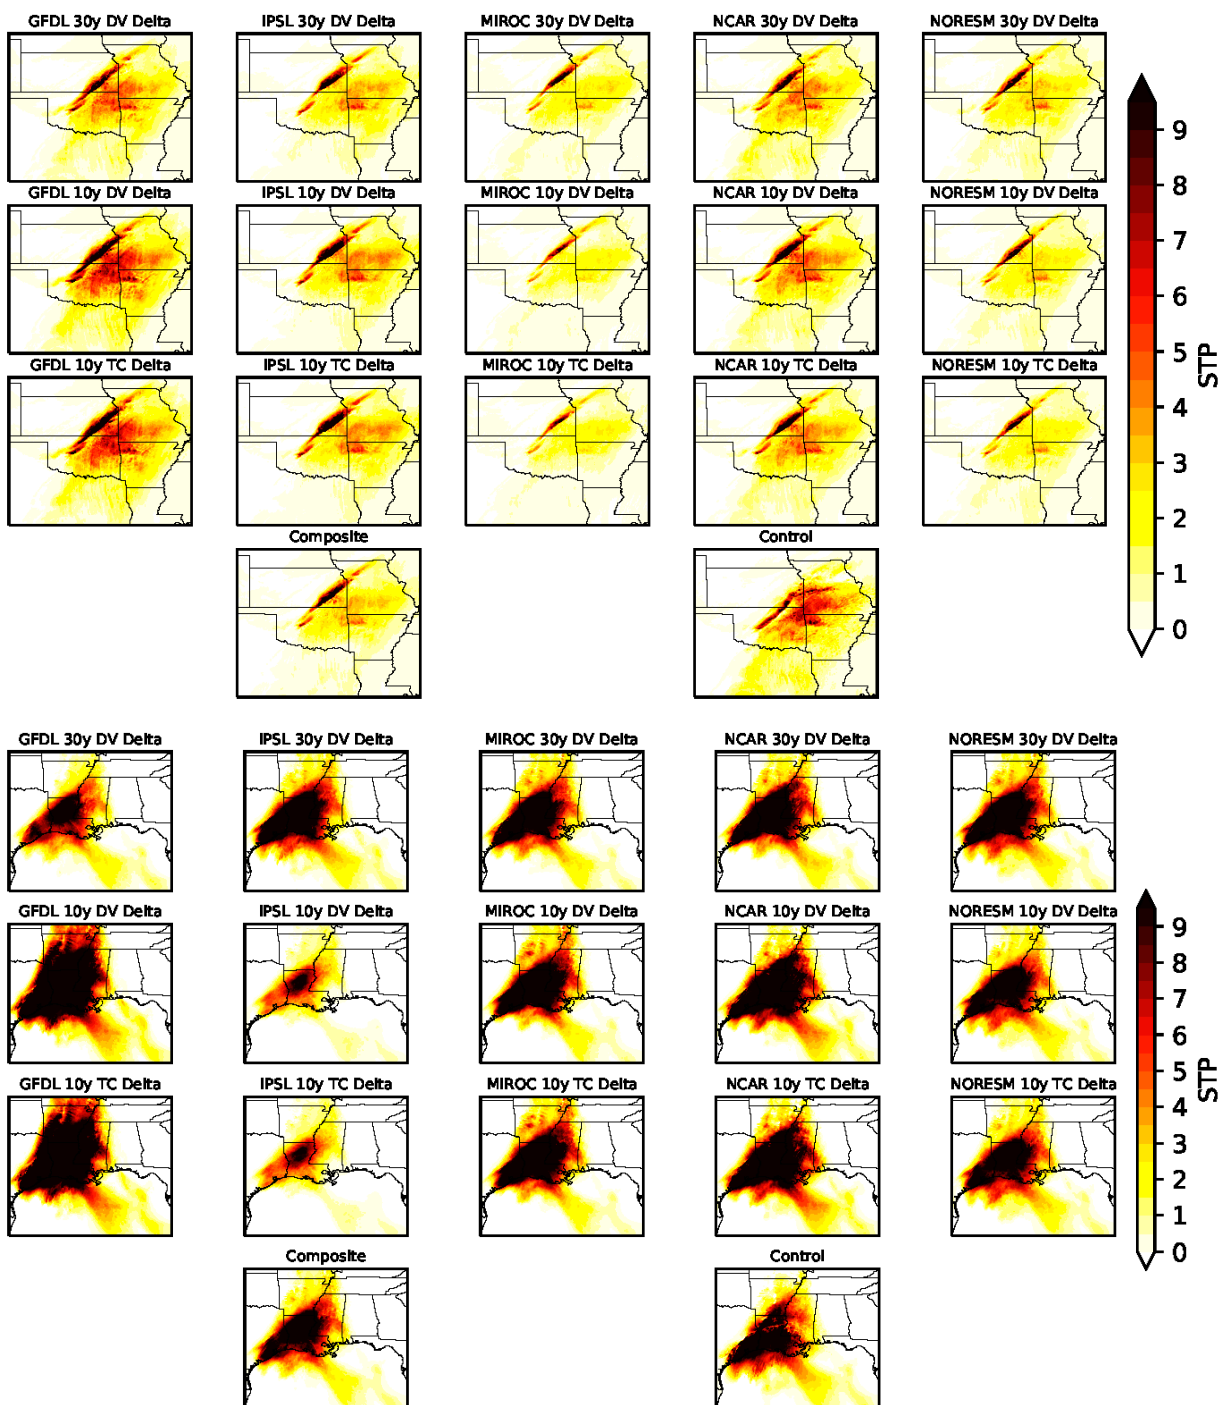 GFDL 30y DV Delta IPSL 30y DV Delta MIROC 30y DV Delta NCAR 30y DV Delta NORESM 30y DV Delta
GFDL 10y DV Delta IPSL 10y DV Delta MIROC 10y DV Delta NCAR 10y DV Delta NORESM 10y DV Delta
GFDL 10y TC Delta IPSL 10y TC Delta MIROC 10y TC Delta NCAR 10y TC Delta NORESM 10y TC Delta
Composite Control
9
8
7
6
5
4
3
2
1
0
STP
GFDL 30y DV Delta IPSL 30y DV Delta MIROC 30y DV Delta NCAR 30y DV Delta NORESM 30y DV Delta
GFDL 10y DV Delta IPSL 10y DV Delta MIROC 10y DV Delta NCAR 10y DV Delta NORESM 10y DV Delta
GFDL 10y TC Delta IPSL 10y TC Delta MIROC 10y TC Delta NCAR 10y TC Delta NORESM 10y TC Delta
Composite Control
9
8
7
6
5
4
3
2
1
0
STP